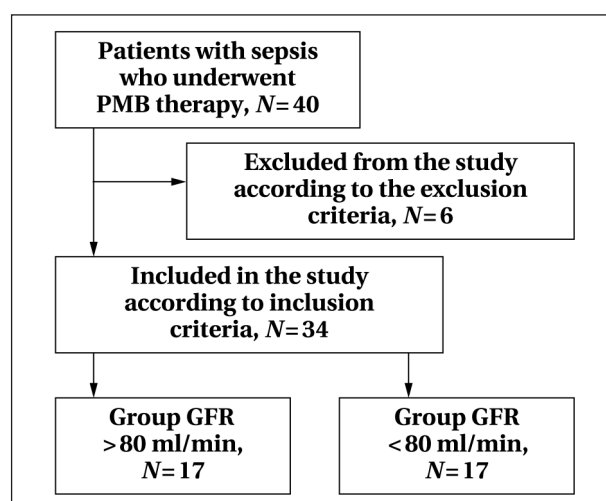 Patients with sepsis
who underwent
PMB therapy, N=40
Excluded from the study
according to the exclusion
criteria, N=6
Included in the study
according to inclusion
criteria, N=34
Group GFR
>80 ml/min,
N=17
Group GFR
<80 ml/min,
N=17